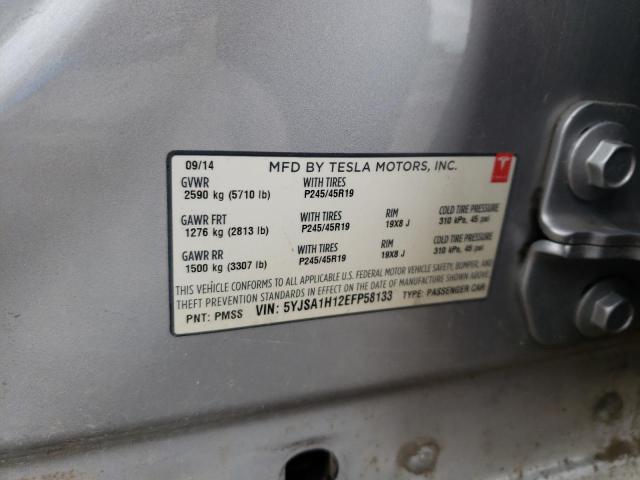 09/14 MFD BY TESLA MOTORS, INC.
GVWR WITH TIRES
2590 kg (5710 lb) P245/45R19
GAWR FRT WITH TIRES RIM COLD TIRE PRESSURE
1276 kg (2813 lb) P245/45R19 19X8 J 310 kPa, 45 psi
GAWR RR WITH TIRES RIM COLD TIRE PRESSURE
1500 kg (3307 lb) P245/45R19 19X8 J 310 kPa, 45 psi
THIS VEHICLE CONFORMS TO ALL APPLICABLE U.S. FEDERAL MOTOR VEHICLE SAFETY, BUMPER, AND
THEFT PREVENTION STANDARDS IN EFFECT ON THE DATE OF MANUFACTURE SHOWN ABOVE.
PNT: PMSS VIN: 5YJSA1H12EFP58133 TYPE: PASSENGER CAR